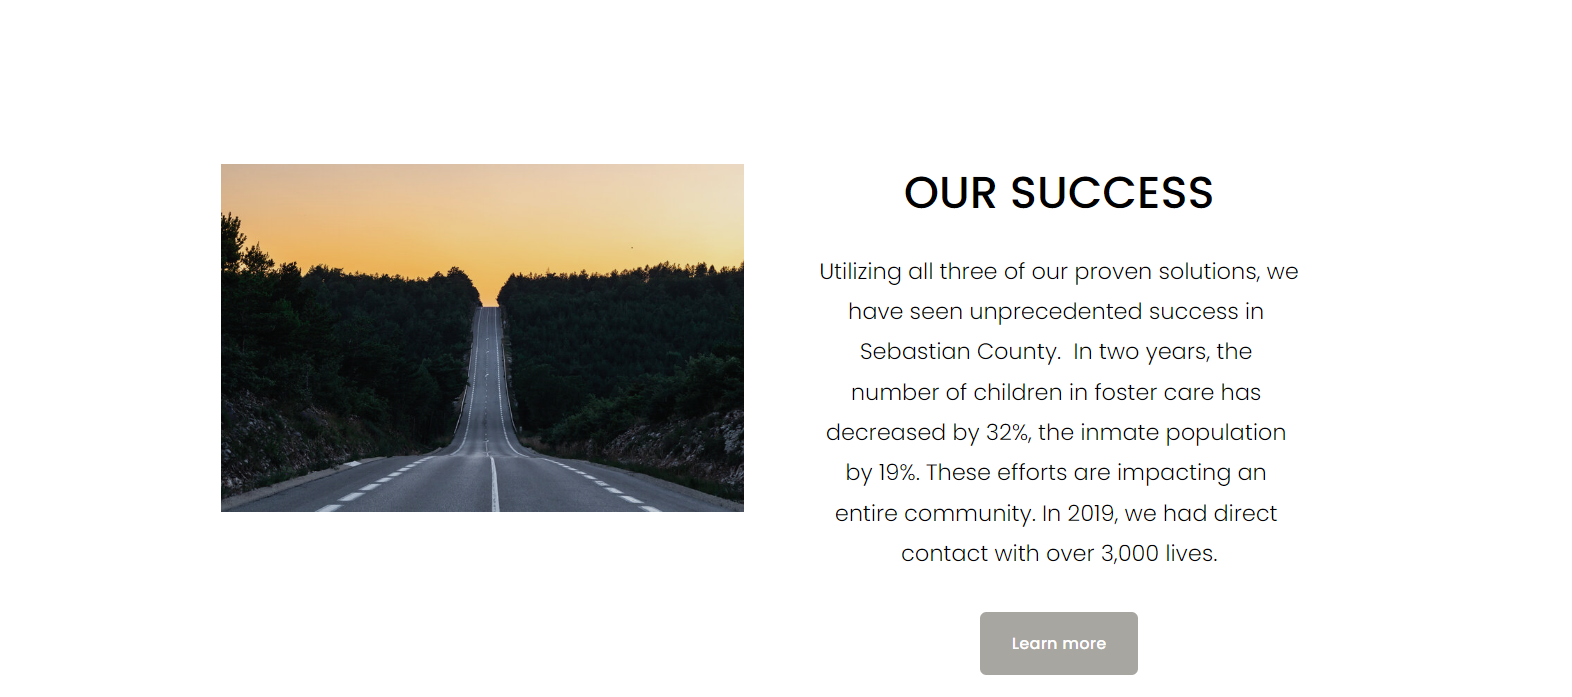 OUR SUCCESS
Utilizing all three of our proven solutions, we
have seen unprecedented success in
Sebastian County.  In two years, the
number of children in foster care has
decreased by 32%, the inmate population
by 19%. These efforts are impacting an
entire community. In 2019, we had direct
contact with over 3,000 lives.
Learn more